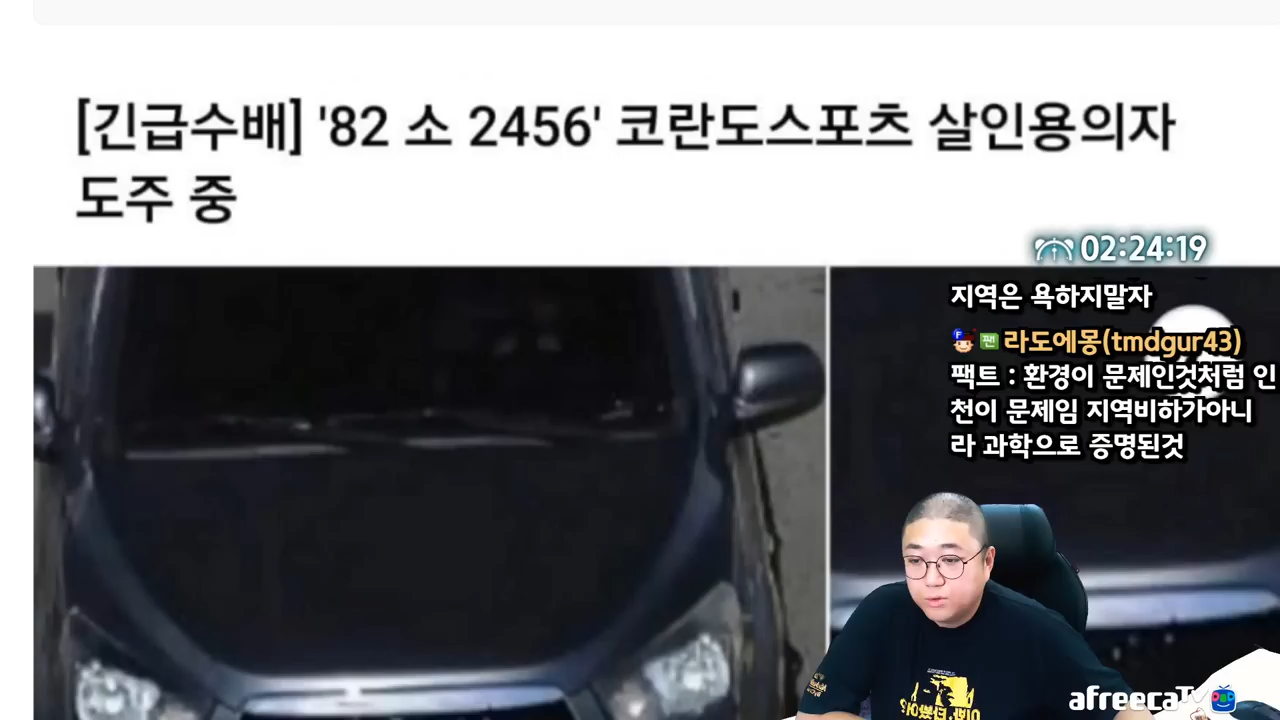 [긴급수배] '82 소 2456' 코란도스포츠 살인용의자
도주 중
02:24:19
지역은 욕하지말자
F 팬 라도에몽(tmdgur43)
팩트 : 환경이 문제인것처럼 인
천이 문제임 지역비하가아니
라 과학으로 증명된것
afreecaTV